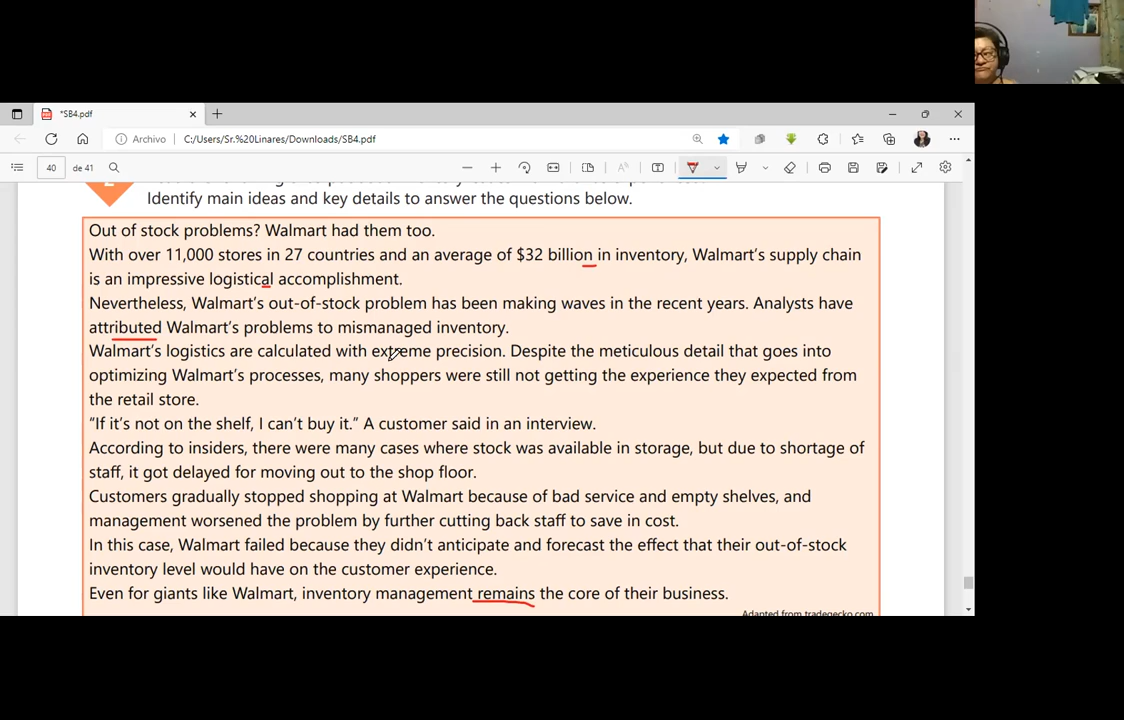 *SB4.pdf
Archivo
C:/Users/Sr.%20Linares/Downloads/SB4.pdf
40
de 41
Identify main ideas and key details to answer the questions below.
Out of stock problems? Walmart had them too.
With over 11,000 stores in 27 countries and an average of $32 billion in inventory, Walmart's supply chain
is an impressive logistical accomplishment.
Nevertheless, Walmart's out-of-stock problem has been making waves in the recent years. Analysts have
attributed Walmart's problems to mismanaged inventory.
Walmart's logistics are calculated with extreme precision. Despite the meticulous detail that goes into
optimizing Walmart's processes, many shoppers were still not getting the experience they expected from
the retail store.
"If it's not on the shelf, I can't buy it." A customer said in an interview.
According to insiders, there were many cases where stock was available in storage, but due to shortage of
staff, it got delayed for moving out to the shop floor.
Customers gradually stopped shopping at Walmart because of bad service and empty shelves, and
management worsened the problem by further cutting back staff to save in cost.
In this case, Walmart failed because they didn't anticipate and forecast the effect that their out-of-stock
inventory level would have on the customer experience.
Even for giants like Walmart, inventory management remains the core of their business.
Adapted from tradegecko.com